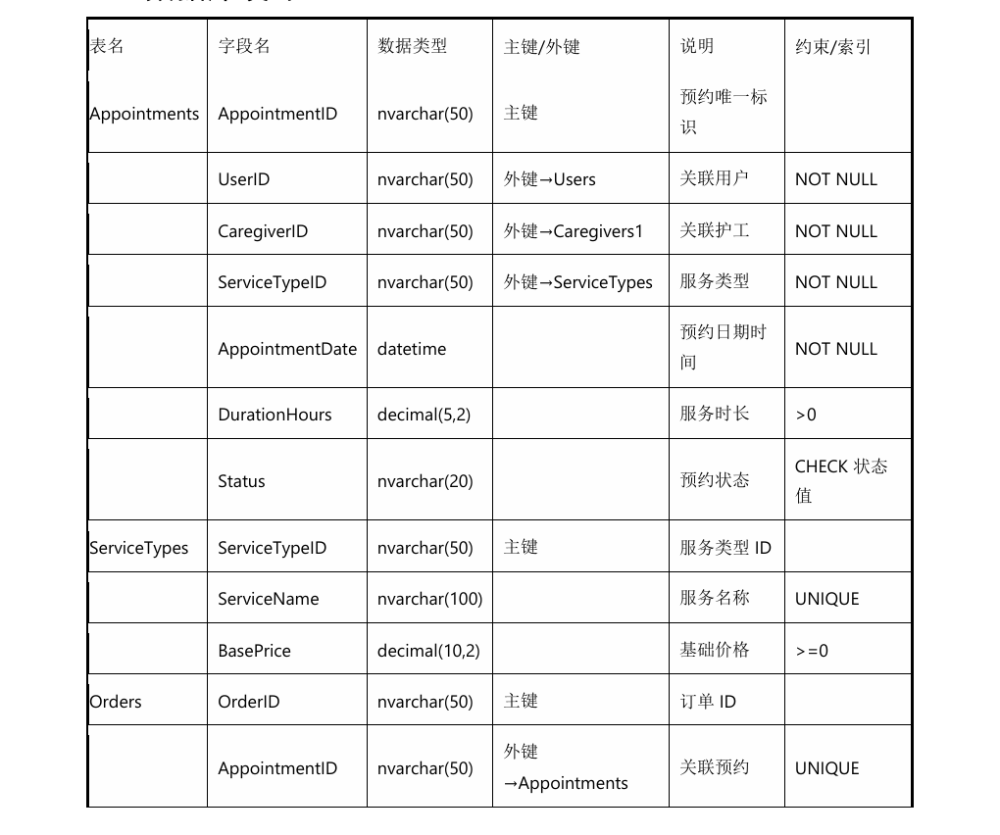 表名 字段名 数据类型 主键/外键 说明 约束/索引
Appointments AppointmentID nvarchar(50) 主键 预约唯一标
识
UserID nvarchar(50) 外键→Users 关联用户 NOT NULL
CaregiverID nvarchar(50) 外键→Caregivers1 关联护工 NOT NULL
ServiceTypeID nvarchar(50) 外键→ServiceTypes 服务类型 NOT NULL
AppointmentDate datetime 预约日期时
间 NOT NULL
DurationHours decimal(5,2) 服务时长 >0
Status nvarchar(20) 预约状态 CHECK 状态
值
ServiceTypes ServiceTypeID nvarchar(50) 主键 服务类型 ID
ServiceName nvarchar(100) 服务名称 UNIQUE
BasePrice decimal(10,2) 基础价格 >=0
Orders OrderID nvarchar(50) 主键 订单 ID
AppointmentID nvarchar(50) 外键
→Appointments 关联预约 UNIQUE